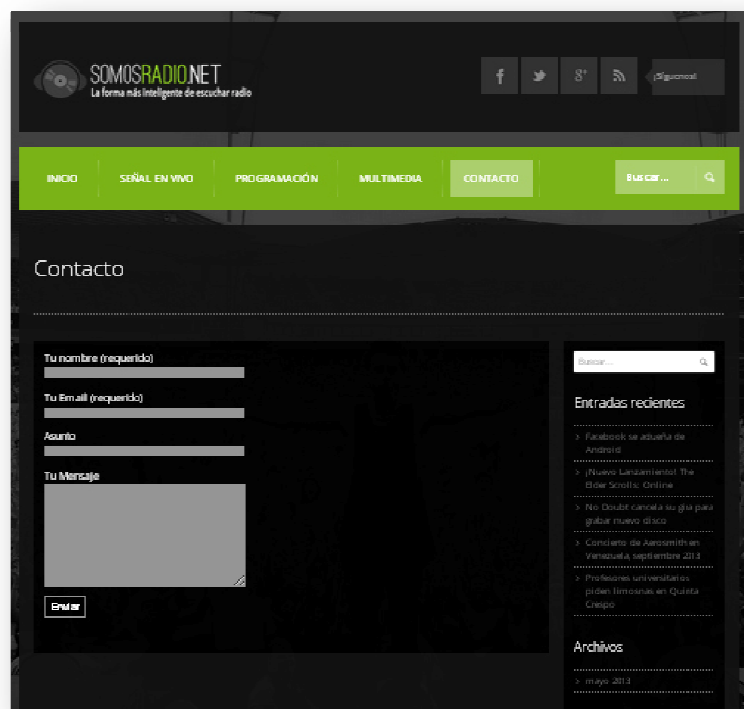 SOMOSRADIO.NET
La forma más inteligente de escuchar radio
¡Síguenos!
INICIO SEÑAL EN VIVO PROGRAMACIÓN MULTIMEDIA CONTACTO Buscar...
Contacto
Tu nombre (requerido)
Tu Email (requerido)
Asunto
Tu Mensaje
Enviar
Buscar...
Entradas recientes
Facebook se adueña de
Android
¡Nuevo Lanzamiento! The
Elder Scrolls: Online
No Doubt cancela su gira para
grabar nuevo disco
Concierto de Aerosmith en
Venezuela, septiembre 2013
Profesores universitarios
piden limosnas en Quinta
Crespo
Archivos
mayo 2013